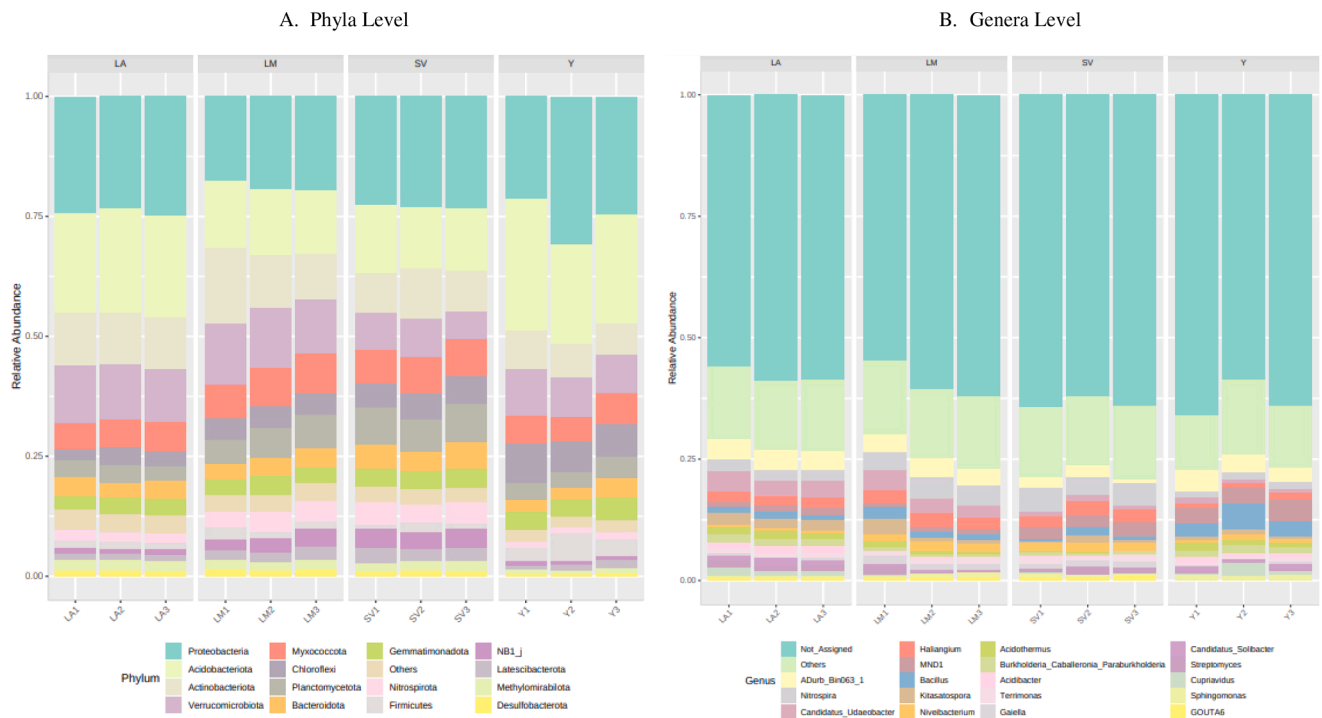 A. Phyla Level
LA LM SV Y
1.00
0.75
0.50
0.25
0.00
Relative Abundance
LA1 LA2 LA3 LM1 LM2 LM3 SV1 SV2 SV3 Y1 Y2 Y3
Phylum
Proteobacteria Myxococcota Gemmatimonadota NB1_j
Acidobacteriota Chloroflexi Others Latescibacterota
Actinobacteriota Planctomycetota Nitrospirota Methylomirabilota
Verrucomicrobiota Bacteroidota Firmicutes Desulfobacterota
B. Genera Level
LA LM SV Y
1.00
0.75
0.50
0.25
0.00
Relative Abundance
LA1 LA2 LA3 LM1 LM2 LM3 SV1 SV2 SV3 Y1 Y2 Y3
Genus
Not_Assigned Haliangium Acidothermus Candidatus_Solibacter
Others MND1 Burkholderia_Caballeronia_Paraburkholderia Streptomyces
ADurb_Bin063_1 Bacillus Acidibacter Cupriavidus
Nitrospira Kitasatospora Terrimonas Sphingomonas
Candidatus_Udaeobacter Niveibacterium Gaiella GOUTA6